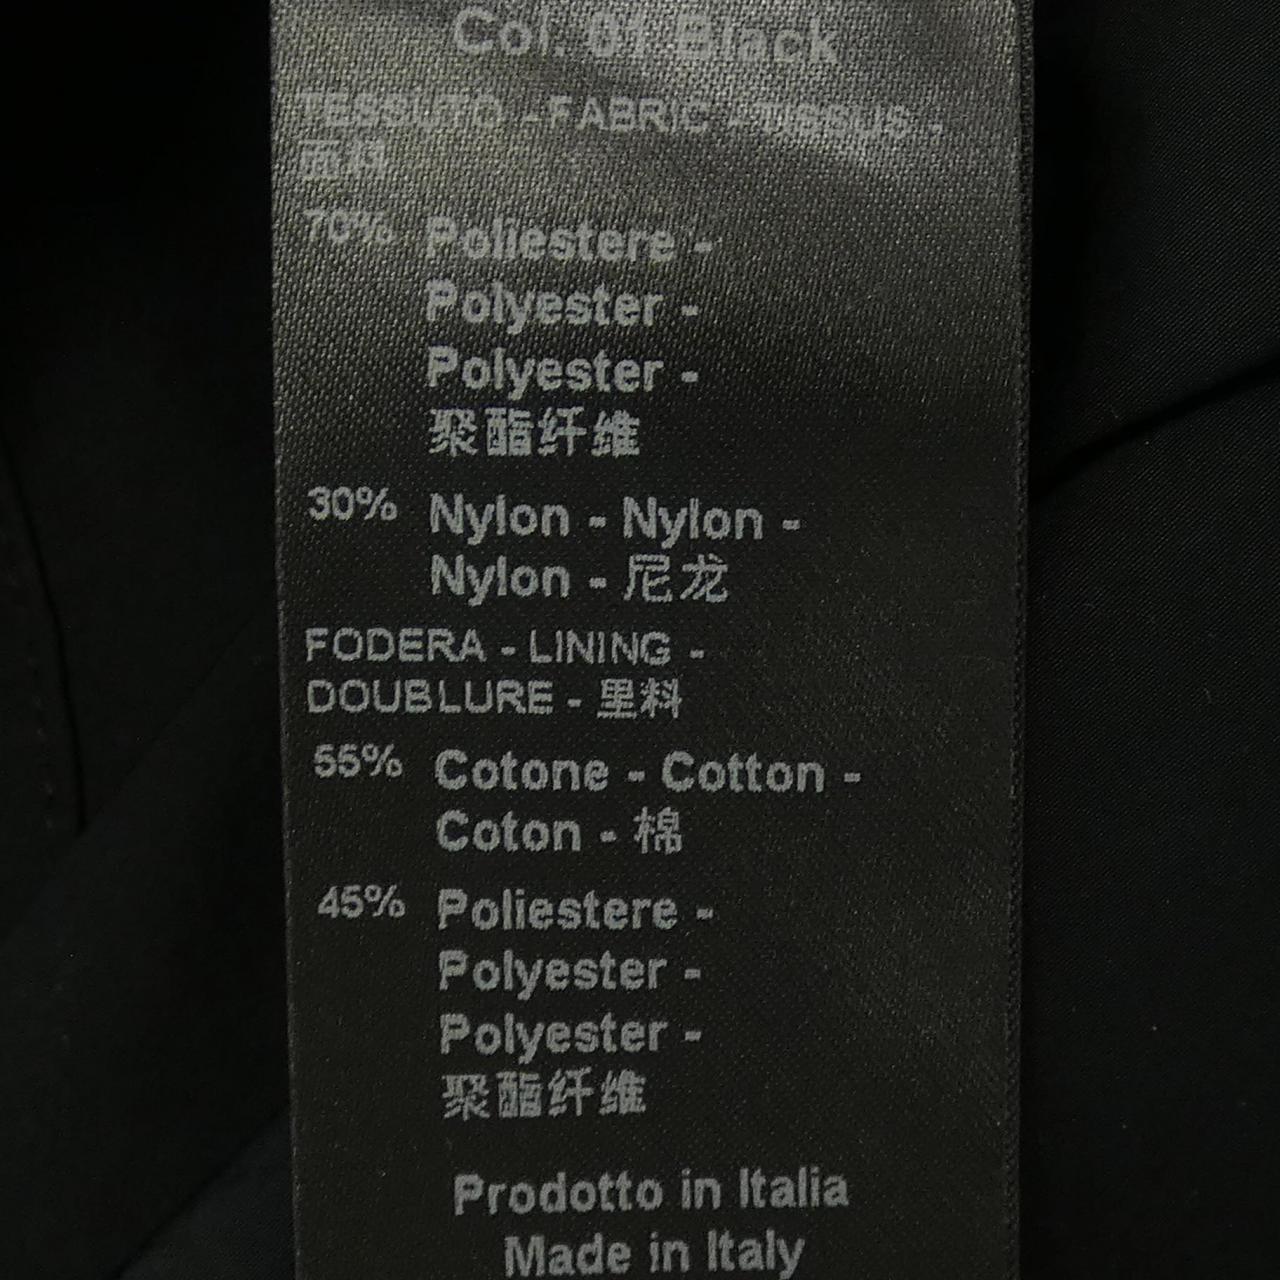 Col. 01 Black
TESSUTO - FABRIC - TISSUS -
面料
70% Poliestere -
Polyester -
Polyester -
聚酯纤维
30% Nylon - Nylon -
Nylon - 尼龙
FODERA - LINING -
DOUBLURE - 里料
55% Cotone - Cotton -
Coton - 棉
45% Poliestere -
Polyester -
Polyester -
聚酯纤维
Prodotto in Italia
Made in Italy